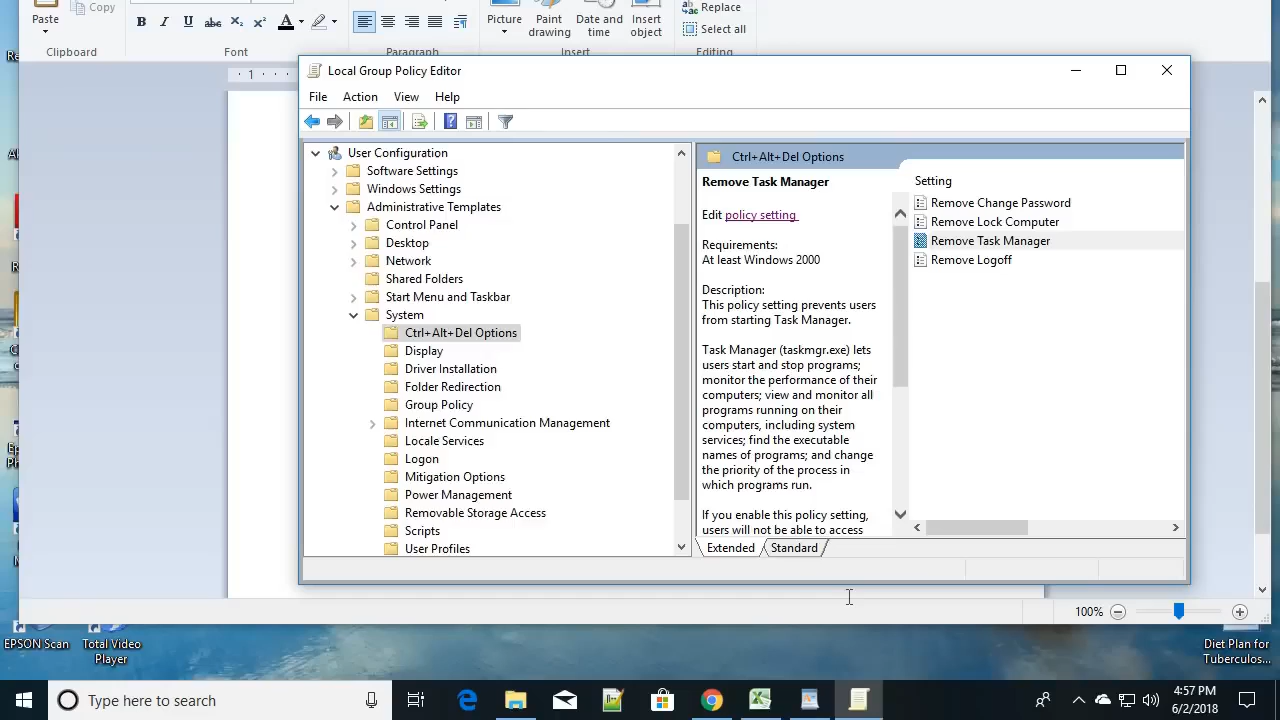 Paste
Copy
Clipboard
B I U abc X₂ X² A
Font
Paragraph
Picture
Paint drawing
Date and time
Insert object
Insert
Replace
Select all
Editing
1
Local Group Policy Editor
File Action View Help
User Configuration
Software Settings
Windows Settings
Administrative Templates
Control Panel
Desktop
Network
Shared Folders
Start Menu and Taskbar
System
Ctrl+Alt+Del Options
Display
Driver Installation
Folder Redirection
Group Policy
Internet Communication Management
Locale Services
Logon
Mitigation Options
Power Management
Removable Storage Access
Scripts
User Profiles
Ctrl+Alt+Del Options
Remove Task Manager
Edit policy setting
Requirements:
At least Windows 2000
Description:
This policy setting prevents users
from starting Task Manager.
Task Manager (taskmgr.exe) lets
users start and stop programs;
monitor the performance of their
computers; view and monitor all
programs running on their
computers, including system
services; find the executable
names of programs; and change
the priority of the process in
which programs run.
If you enable this policy setting,
users will not be able to access
Setting
Remove Change Password
Remove Lock Computer
Remove Task Manager
Remove Logoff
Extended Standard
100%
EPSON Scan
Total Video
Player
Diet Plan for
Tuberculos...
Type here to search
4:57 PM
6/2/2018